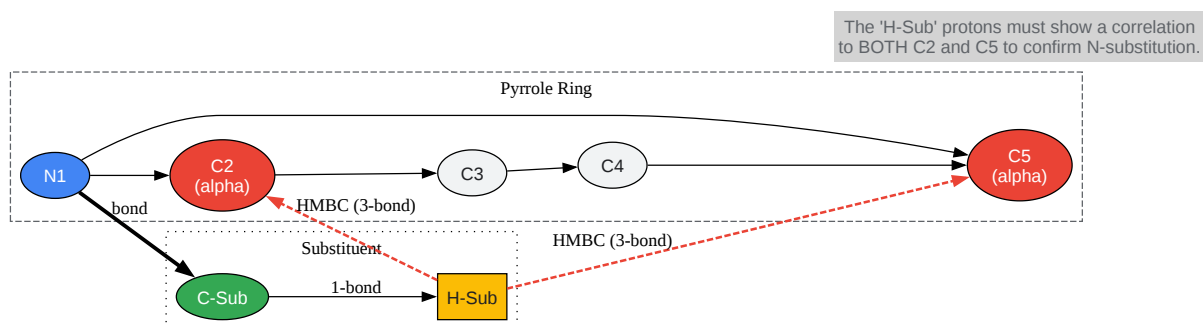 The 'H-Sub' protons must show a correlation
to BOTH C2 and C5 to confirm N-substitution.
Pyrrole Ring
N1
C2
(alpha)
C3
C4
C5
(alpha)
bond
HMBC (3-bond)
HMBC (3-bond)
Substituent
C-Sub
1-bond
H-Sub